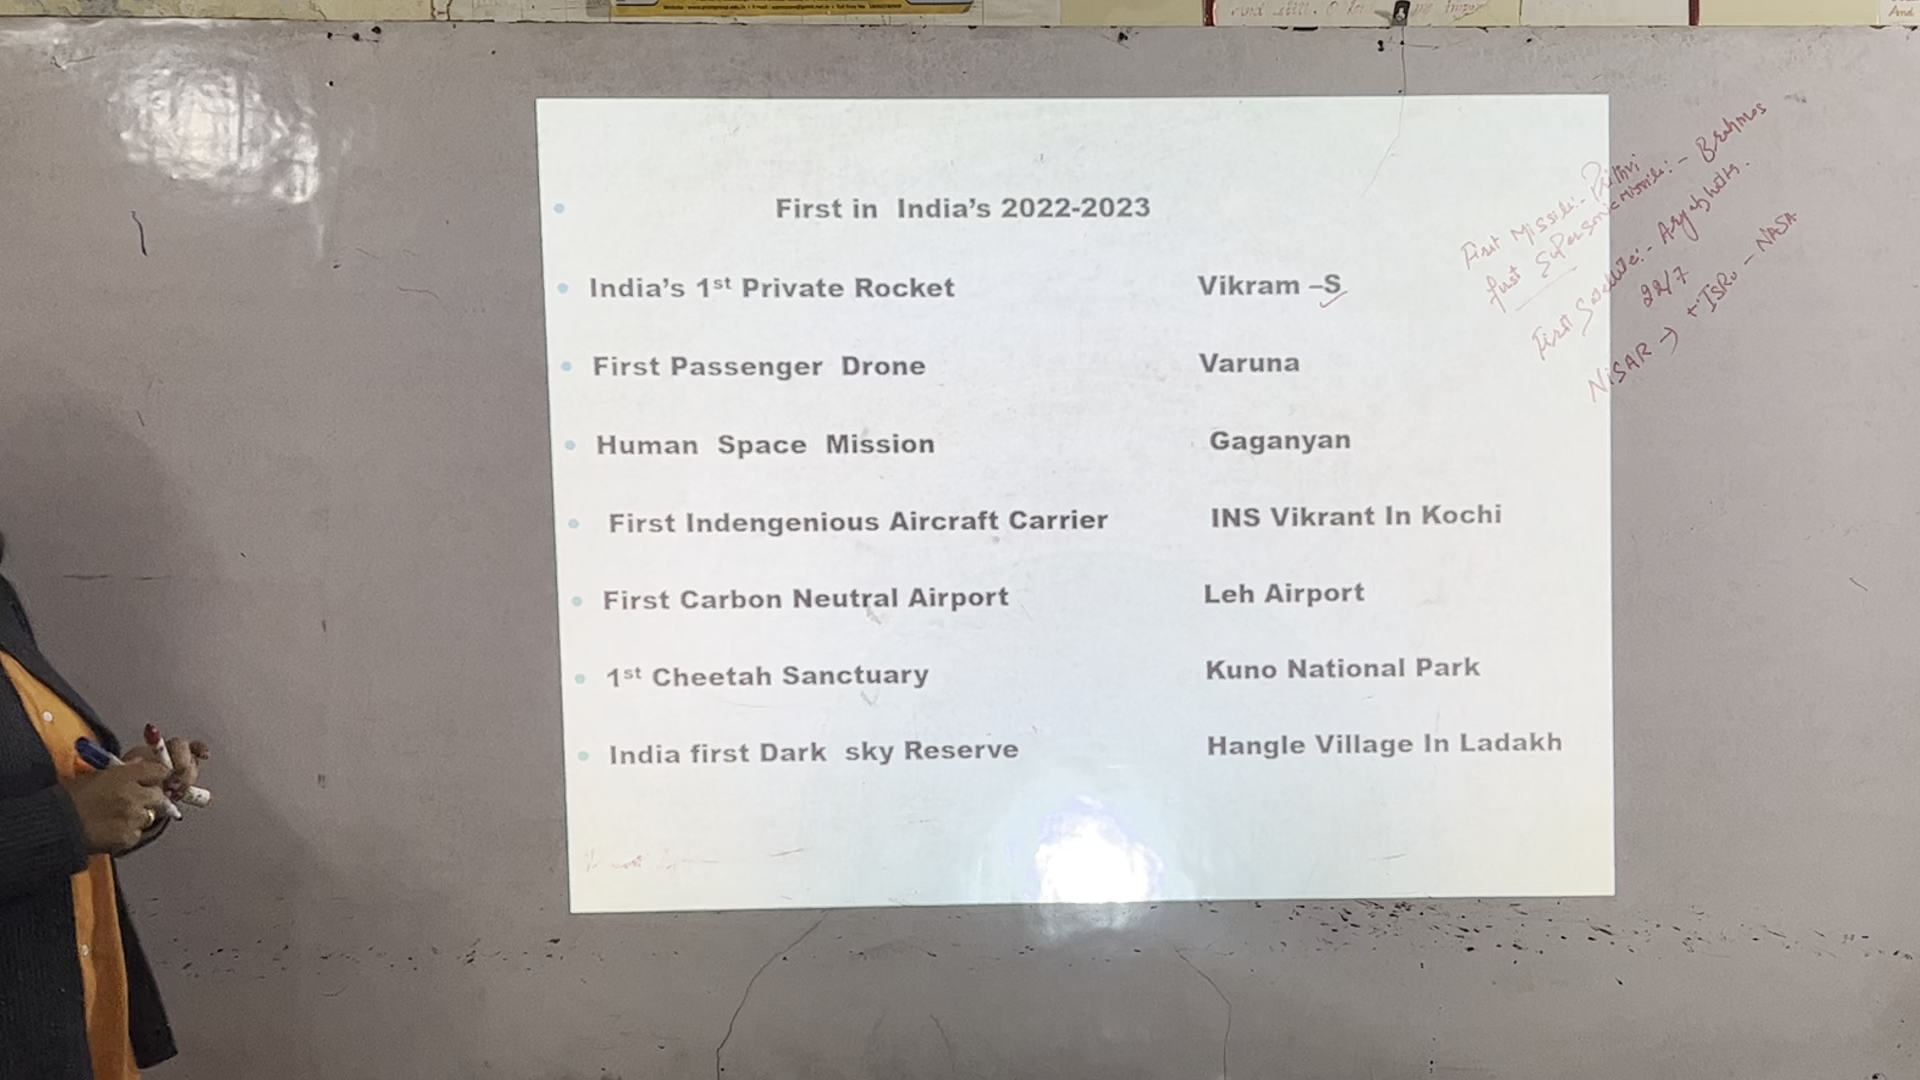 First in India's 2022-2023
India's 1st Private Rocket Vikram –S
First Passenger Drone Varuna
Human Space Mission Gaganyan
First Indengenious Aircraft Carrier INS Vikrant In Kochi
First Carbon Neutral Airport Leh Airport
1st Cheetah Sanctuary Kuno National Park
India first Dark sky Reserve Hangle Village In Ladakh
First Missile:- Prithvi
first Supersonic missile:- Brahmos
First Satellite:- Aryabhata.
22/7
NISAR → ISRO – NASA